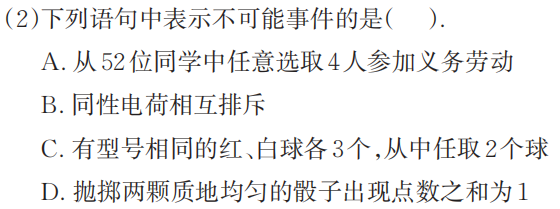 (2)下列语句中表示不可能事件的是(　).
A. 从52位同学中任意选取4人参加义务劳动
B. 同性电荷相互排斥
C. 有型号相同的红、白球各3个,从中任取2个球
D. 抛掷两颗质地均匀的骰子出现点数之和为1